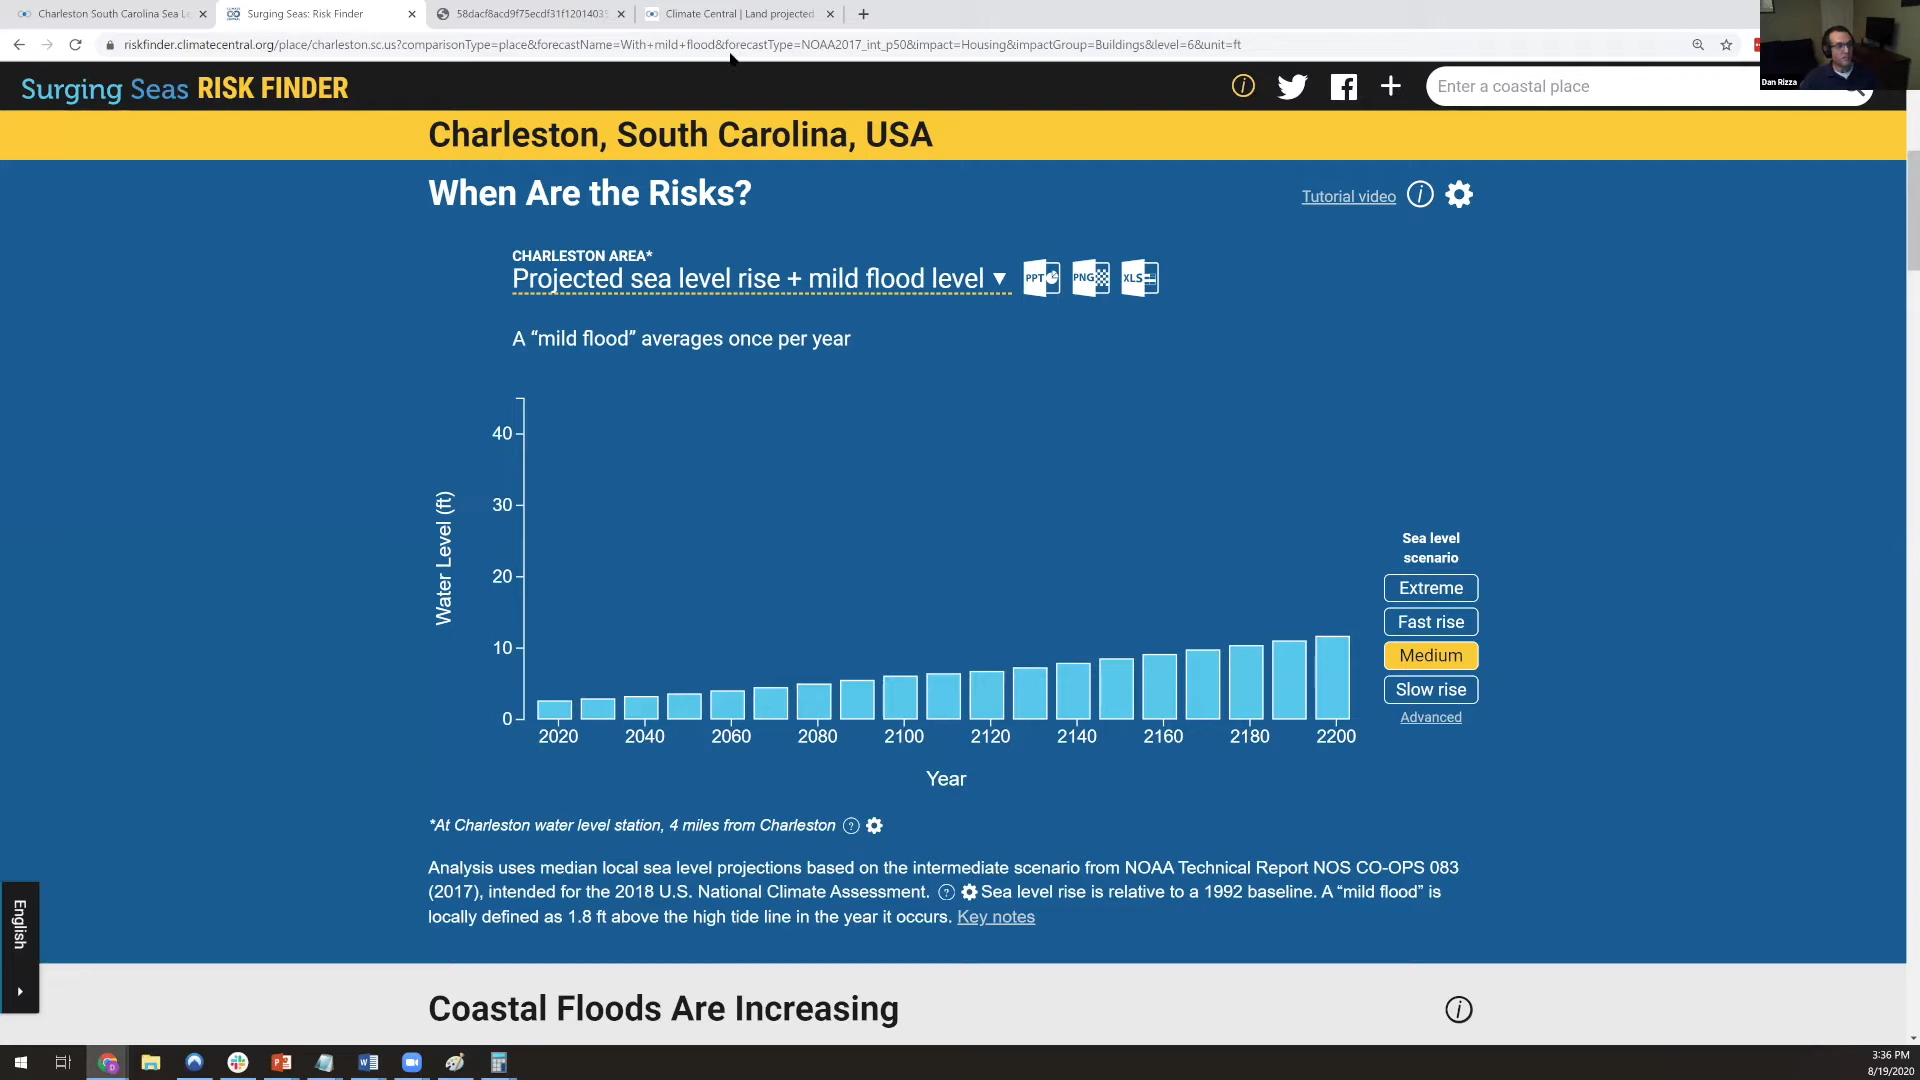 Charleston South Carolina Sea Le
Surging Seas: Risk Finder
58dacf8acd9f75ecdf31f12014035
Climate Central | Land projected
riskfinder.climatecentral.org/place/charleston.sc.us?comparisonType=place&forecastName=With+mild+flood&forecastType=NOAA2017_int_p50&impact=Housing&impactGroup=Buildings&level=6&unit=ft
Dan Rizza
Surging Seas RISK FINDER
Enter a coastal place
Charleston, South Carolina, USA
When Are the Risks?
Tutorial video
CHARLESTON AREA*
Projected sea level rise + mild flood level
PPT
PNG
XLS
A “mild flood” averages once per year
Water Level (ft)
40
30
20
10
0
2020
2040
2060
2080
2100
2120
2140
2160
2180
2200
Year
Sea level
scenario
Extreme
Fast rise
Medium
Slow rise
Advanced
*At Charleston water level station, 4 miles from Charleston
Analysis uses median local sea level projections based on the intermediate scenario from NOAA Technical Report NOS CO-OPS 083
(2017), intended for the 2018 U.S. National Climate Assessment. Sea level rise is relative to a 1992 baseline. A “mild flood” is
locally defined as 1.8 ft above the high tide line in the year it occurs. Key notes
English
Coastal Floods Are Increasing
3:36 PM
8/19/2020